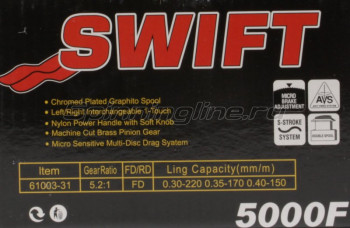 SWIFT
• Chromed Plated Graphito Spool
• Left/Right Interchangeable 1-Touch
• Nylon Power Handle with Soft Knob
• Machine Cut Brass Pinion Gear
• Micro Sensitive Multi-Disc Drag System
MICRO BRAKE ADJUSTMENT
AVS
S-STROKE SYSTEM
DOUBLE SPOOL
Item Gear Ratio FD/RD Ling Capacity(mm/m)
61003-31 5.2:1 FD 0.30-220 0.35-170 0.40-150
5000F